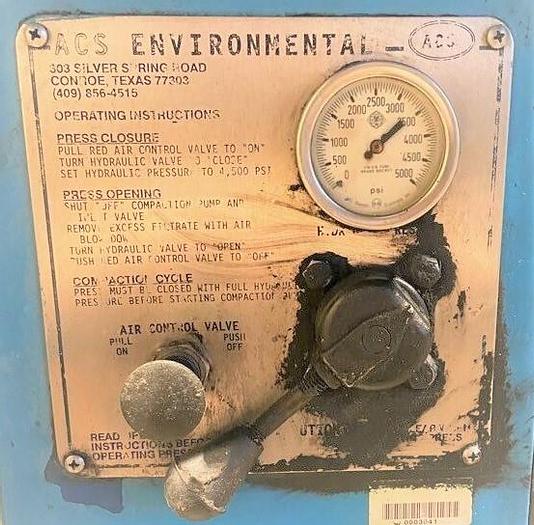 ACS ENVIRONMENTAL
ACS
303 SILVER SPRING ROAD
CONROE, TEXAS 77303
(409) 856-4515
OPERATING INSTRUCTIONS
PRESS CLOSURE
PULL RED AIR CONTROL VALVE TO "ON"
TURN HYDRAULIC VALVE TO "CLOSE"
SET HYDRAULIC PRESSURE TO 4,500 PSI
PRESS OPENING
SHUT "OFF" COMPACTION PUMP AND
INLET VALVE
REMOVE EXCESS FILTRATE WITH AIR
BLOW DOWN
TURN HYDRAULIC VALVE TO "OPEN"
PUSH RED AIR CONTROL VALVE TO "OFF"
COMPACTION CYCLE
PRESS MUST BE CLOSED WITH FULL
PRESSURE BEFORE STARTING COMPACTION
AIR CONTROL VALVE
PULL PUSH
ON OFF
READ
INSTRUCTIONS
OPERATING PRESS
0 500 1000 1500 2000 2500 3000 4500 5000
psi
W 0003041